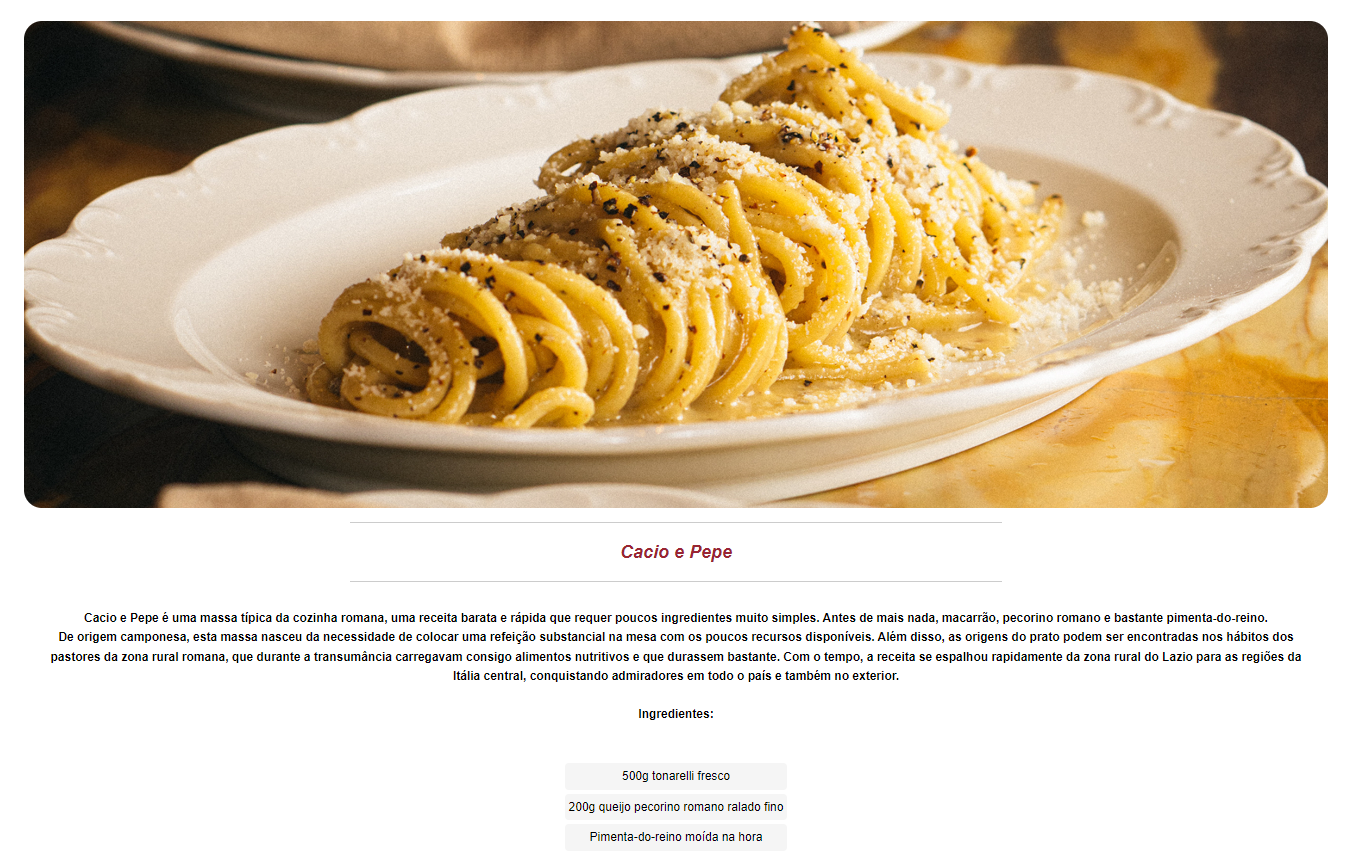 Cacio e Pepe
Cacio e Pepe é uma massa típica da cozinha romana, uma receita barata e rápida que requer poucos ingredientes muito simples. Antes de mais nada, macarrão, pecorino romano e bastante pimenta-do-reino.
De origem camponesa, esta massa nasceu da necessidade de colocar uma refeição substancial na mesa com os poucos recursos disponíveis. Além disso, as origens do prato podem ser encontradas nos hábitos dos
pastores da zona rural romana, que durante a transumância carregavam consigo alimentos nutritivos e que durassem bastante. Com o tempo, a receita se espalhou rapidamente da zona rural do Lazio para as regiões da
Itália central, conquistando admiradores em todo o país e também no exterior.
Ingredientes:
500g tonarelli fresco
200g queijo pecorino romano ralado fino
Pimenta-do-reino moída na hora